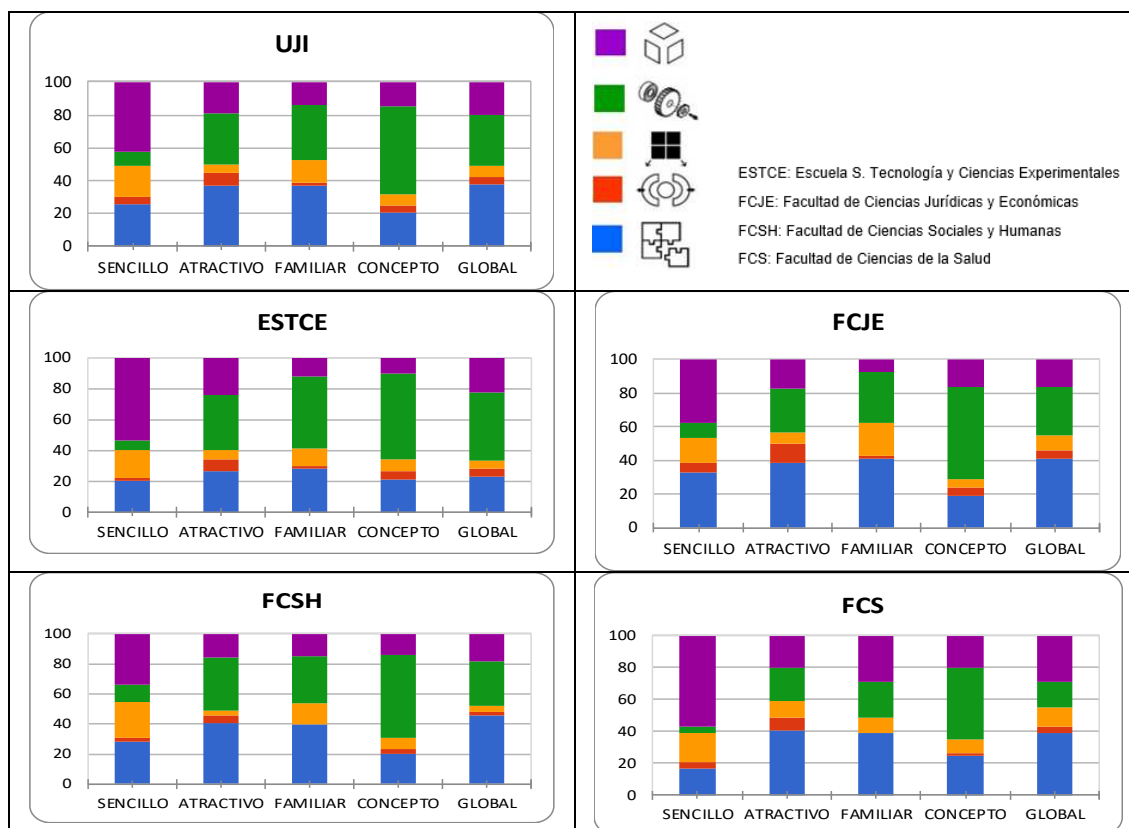 UJI
100
80
60
40
20
0
SENCILLO ATRACTIVO FAMILIAR CONCEPTO GLOBAL
ESTCE: Escuela S. Tecnología y Ciencias Experimentales
FCJE: Facultad de Ciencias Jurídicas y Económicas
FCSH: Facultad de Ciencias Sociales y Humanas
FCS: Facultad de Ciencias de la Salud
ESTCE
100
80
60
40
20
0
SENCILLO ATRACTIVO FAMILIAR CONCEPTO GLOBAL
FCJE
100
80
60
40
20
0
SENCILLO ATRACTIVO FAMILIAR CONCEPTO GLOBAL
FCSH
100
80
60
40
20
0
SENCILLO ATRACTIVO FAMILIAR CONCEPTO GLOBAL
FCS
100
80
60
40
20
0
SENCILLO ATRACTIVO FAMILIAR CONCEPTO GLOBAL